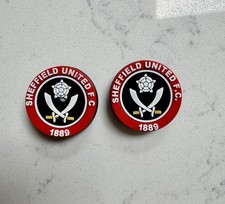 SHEFFIELD UNITED F.C
1889
SHEFFIELD UNITED F.C.
1889